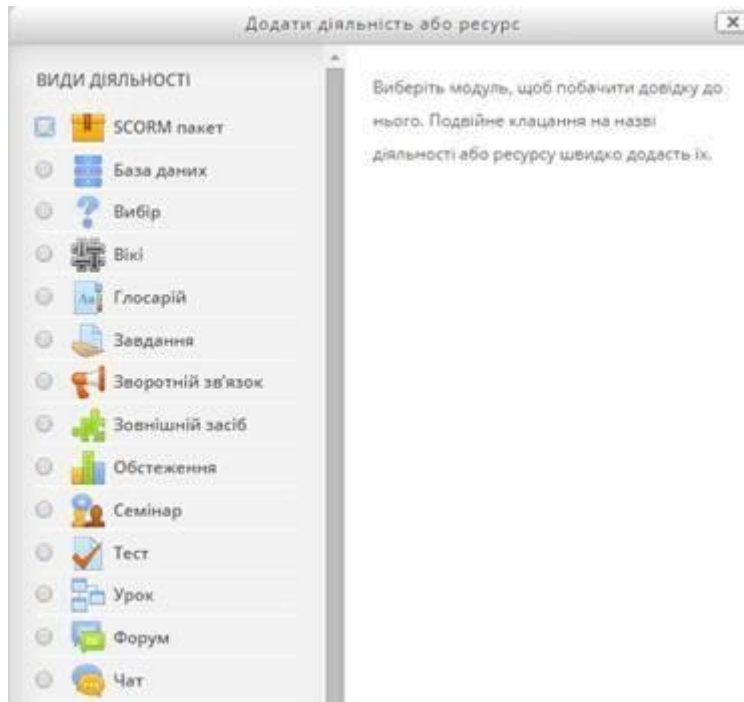 Додати діяльність або ресурс
ВИДИ ДІЯЛЬНОСТІ
SCORM пакет
База даних
Вибір
Вікі
Глосарій
Завдання
Зворотній зв'язок
Зовнішній засіб
Обстеження
Семінар
Тест
Урок
Форум
Чат
Виберіть модуль, щоб побачити довідку до
нього. Подвійне клацання на назві
діяльності або ресурсу швидко додасть їх.